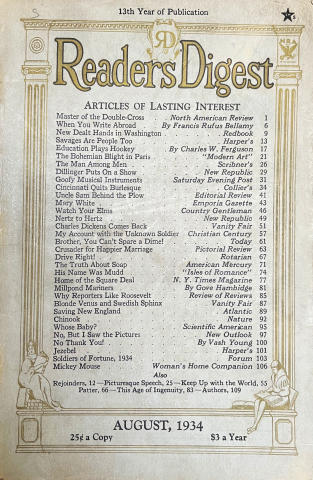 13th Year of Publication
RD
NRA
Readers Digest
ARTICLES OF LASTING INTEREST
Master of the Double-Cross . North American Review 1
When You Write Abroad . By Francis Rufus Bellamy 6
New Dealt Hands in Washington . Redbook 9
Savages Are People Too . Harper's 13
Education Plays Hookey . By Charles W. Ferguson 17
The Bohemian Blight in Paris . "Modern Art" 21
The Man Among Men . Scribner's 26
Dillinger Puts On a Show . New Republic 29
Goofy Musical Instruments . Saturday Evening Post 31
Cincinnati Quits Burlesque . Collier's 34
Uncle Sam Behind the Plow . Editorial Review 41
Mary White . Emporia Gazette 43
Watch Your Elms . Country Gentleman 46
Nertz to Hertz . New Republic 49
Charles Dickens Comes Back . Vanity Fair 51
My Account with the Unknown Soldier Christian Century 57
Brother, You Can't Spare a Dime! . Today 61
Crusader for Happier Marriage . Pictorial Review 63
Drive Right! . Rotarian 67
The Truth About Soap . American Mercury 71
His Name Was Mudd . "Isles of Romance" 74
Home of the Square Deal . N. Y. Times Magazine 77
Millpond Mariners . By Gove Hambidge 81
Why Reporters Like Roosevelt . Review of Reviews 85
Blonde Venus and Swedish Sphinx . Vanity Fair 87
Saving New England . Atlantic 89
Chinook . Nature 92
Whose Baby? . Scientific American 95
No, But I Saw the Picture . New Outlook 97
No Thank You! . By Vash Young 100
Jezebel . Harper's 101
Soldiers of Fortune, 1934 . Forum 103
Mickey Mouse . Woman's Home Companion 106
Also
Rejoinders, 12—Picturesque Speech, 25—Keep Up with the World, 55
Patter, 66—This Age of Ingenuity, 83—Authors, 109
AUGUST, 1934
25¢ a Copy $3 a Year